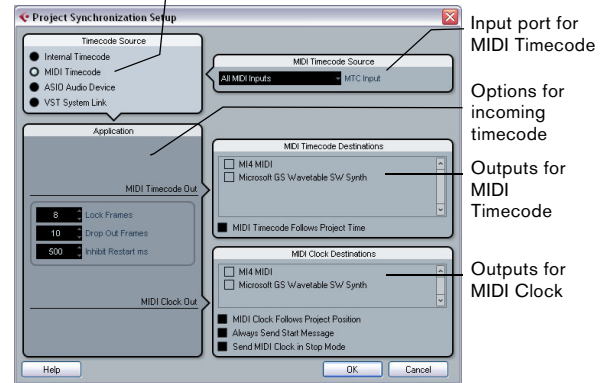 Project Synchronization Setup
Timecode Source
Internal Timecode
MIDI Timecode
ASIO Audio Device
VST System Link
MIDI Timecode Source
All MIDI Inputs
MTC Input
Application
MIDI Timecode Out
8 Lock Frames
10 Drop Out Frames
500 Inhibit Restart ms
MIDI Clock Out
MIDI Timecode Destinations
MI4 MIDI
Microsoft GS Wavetable SW Synth
MIDI Timecode Follows Project Time
MIDI Clock Destinations
MI4 MIDI
Microsoft GS Wavetable SW Synth
MIDI Clock Follows Project Position
Always Send Start Message
Send MIDI Clock in Stop Mode
Help
OK
Cancel
Input port for
MIDI Timecode
Options for
incoming
timecode
Outputs for
MIDI
Timecode
Outputs for
MIDI Clock